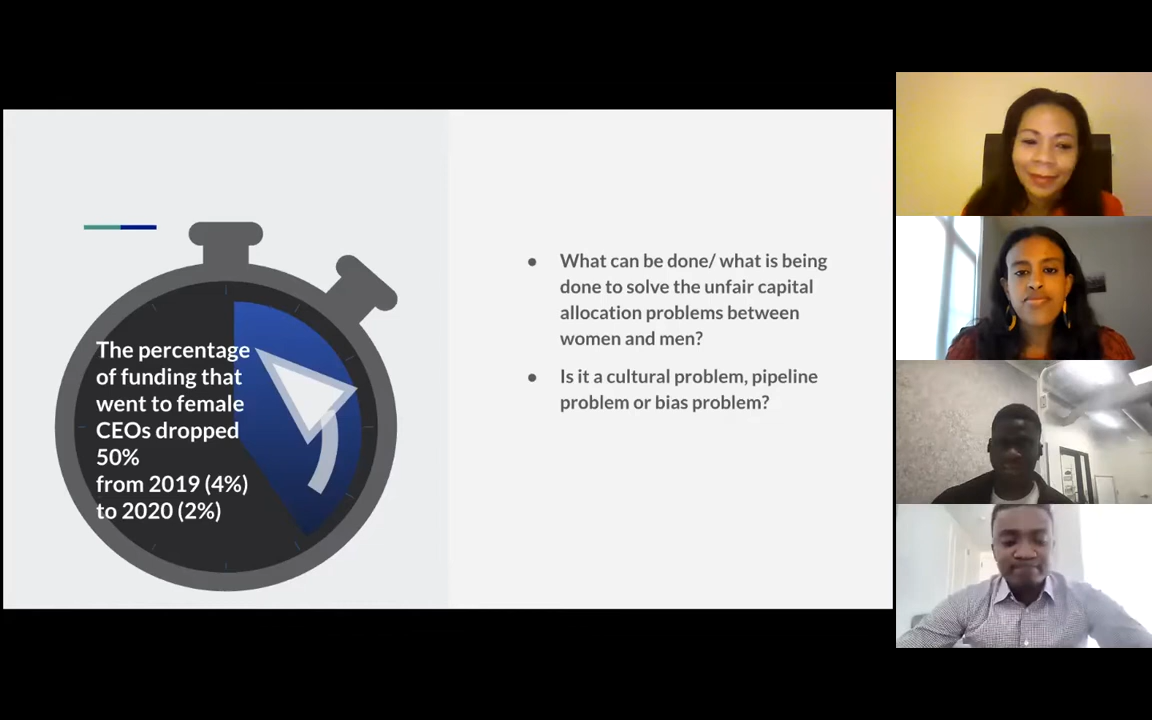 The percentage
of funding that
went to female
CEOs dropped
50%
from 2019 (4%)
to 2020 (2%)
What can be done/ what is being
done to solve the unfair capital
allocation problems between
women and men?
Is it a cultural problem, pipeline
problem or bias problem?